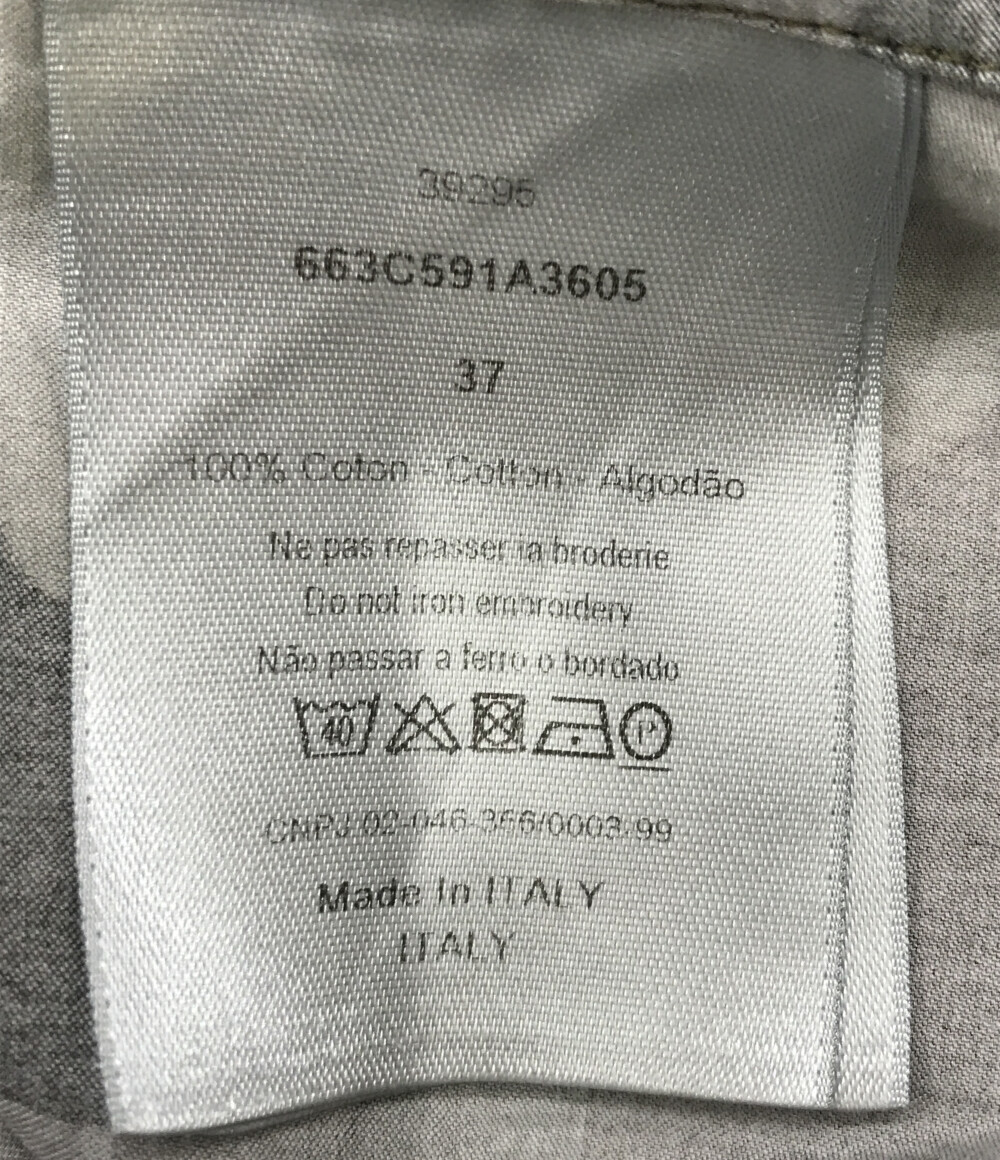 39295
663C591A3605
37
100% Coton - Cotton - Algodão
Ne pas repasser la broderie
Do not iron embroidery
Não passar a ferro o bordado
40 P
CNPJ 02-046-356/0003-99
Made In ITALY
ITALY